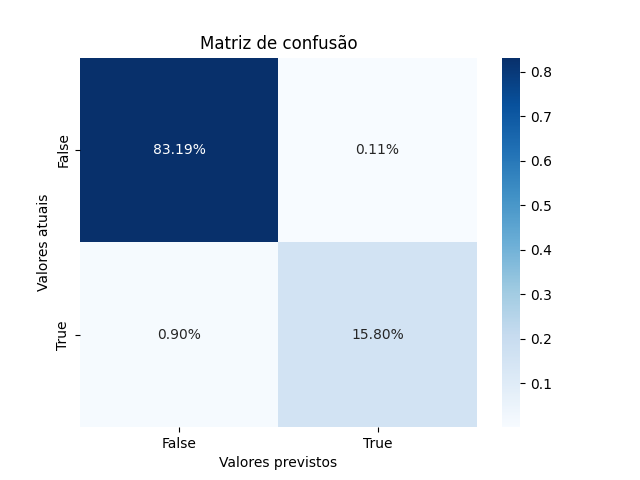 Matriz de confusão
Valores atuais
False
True
83.19%
0.11%
0.90%
15.80%
False
True
Valores previstos
0.8
0.7
0.6
0.5
0.4
0.3
0.2
0.1